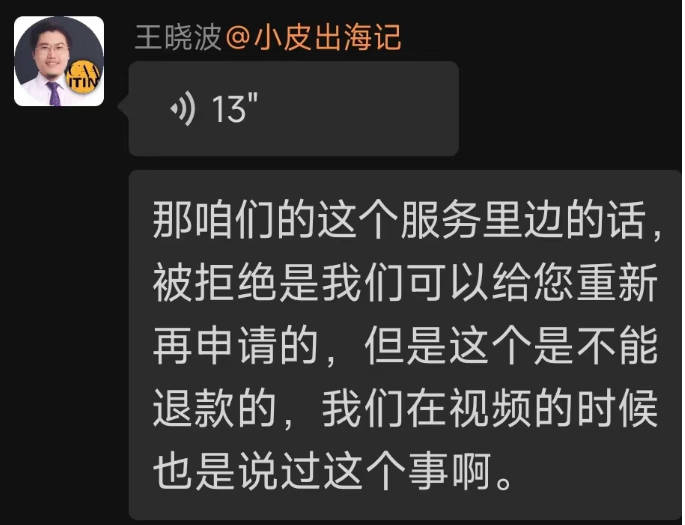 王晓波@小皮出海记
CAA
ITIN
13"
那咱们的这个服务里边的话，
被拒绝是我们可以给您重新
再申请的，但是这个是不能
退款的，我们在视频的时候
也是说过这个事啊。